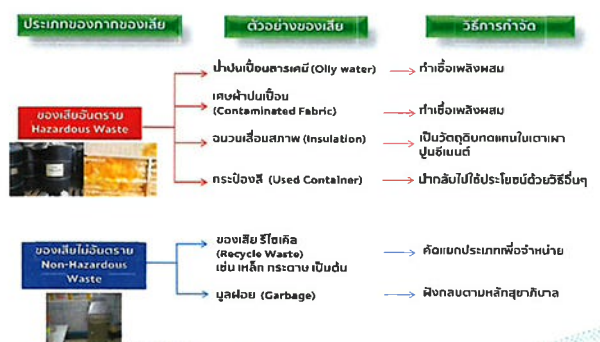 ประเภทของกากของเสีย
ตัวอย่างของเสีย
วิธีการกำจัด
น้ำปนเปื้อนสารเคมี (Oily water)
ทำเชื้อเพลิงผสม
ของเสียอันตราย
Hazardous Waste
เศษผ้าปนเปื้อน
(Contaminated Fabric)
ทำเชื้อเพลิงผสม
ฉนวนเสื่อมสภาพ (Insulation)
เป็นวัตถุดิบทดแทนในเตาเผา
ปูนซีเมนต์
กระป๋องสี (Used Container)
นำกลับไปใช้ประโยชน์ด้วยวิธีอื่นๆ
ของเสียไม่อันตราย
Non-Hazardous
Waste
ของเสีย รีไซเคิล
(Recycle Waste)
เช่น เหล็ก กระดาษ เป็นต้น
คัดแยกประเภทเพื่อจำหน่าย
มูลฝอย (Garbage)
ฝังกลบตามหลักสุขาภิบาล